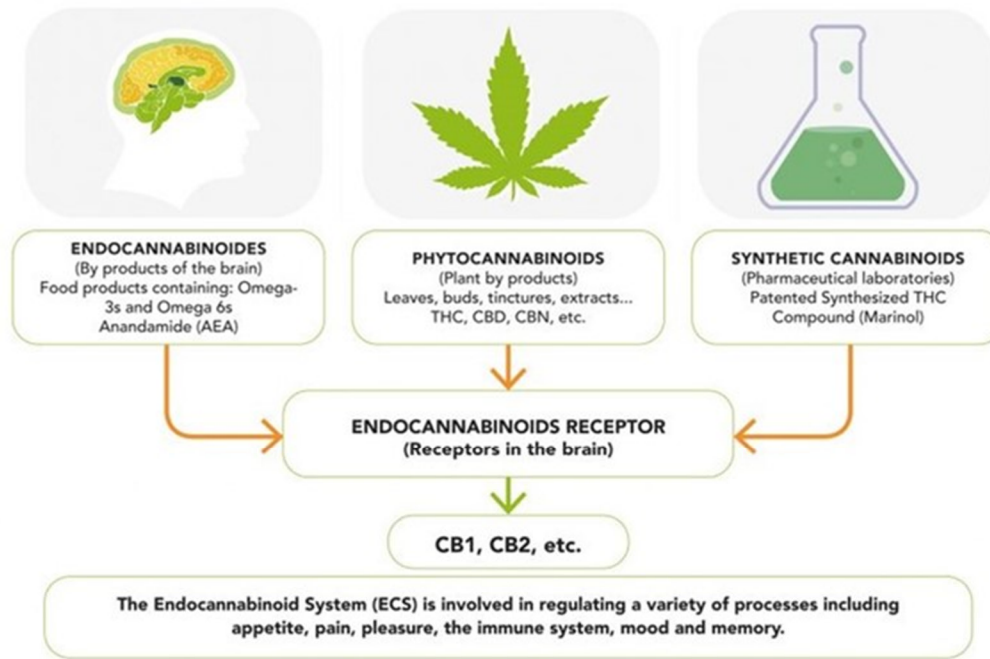 ENDOCANNABINOIDES
(By products of the brain)
Food products containing: Omega-
3s and Omega 6s
Anandamide (AEA)
PHYTOCANNABINOIDS
(Plant by products)
Leaves, buds, tinctures, extracts...
THC, CBD, CBN, etc.
SYNTHETIC CANNABINOIDS
(Pharmaceutical laboratories)
Patented Synthesized THC
Compound (Marinol)
ENDOCANNABINOIDS RECEPTOR
(Receptors in the brain)
CB1, CB2, etc.
The Endocannabinoid System (ECS) is involved in regulating a variety of processes including
appetite, pain, pleasure, the immune system, mood and memory.